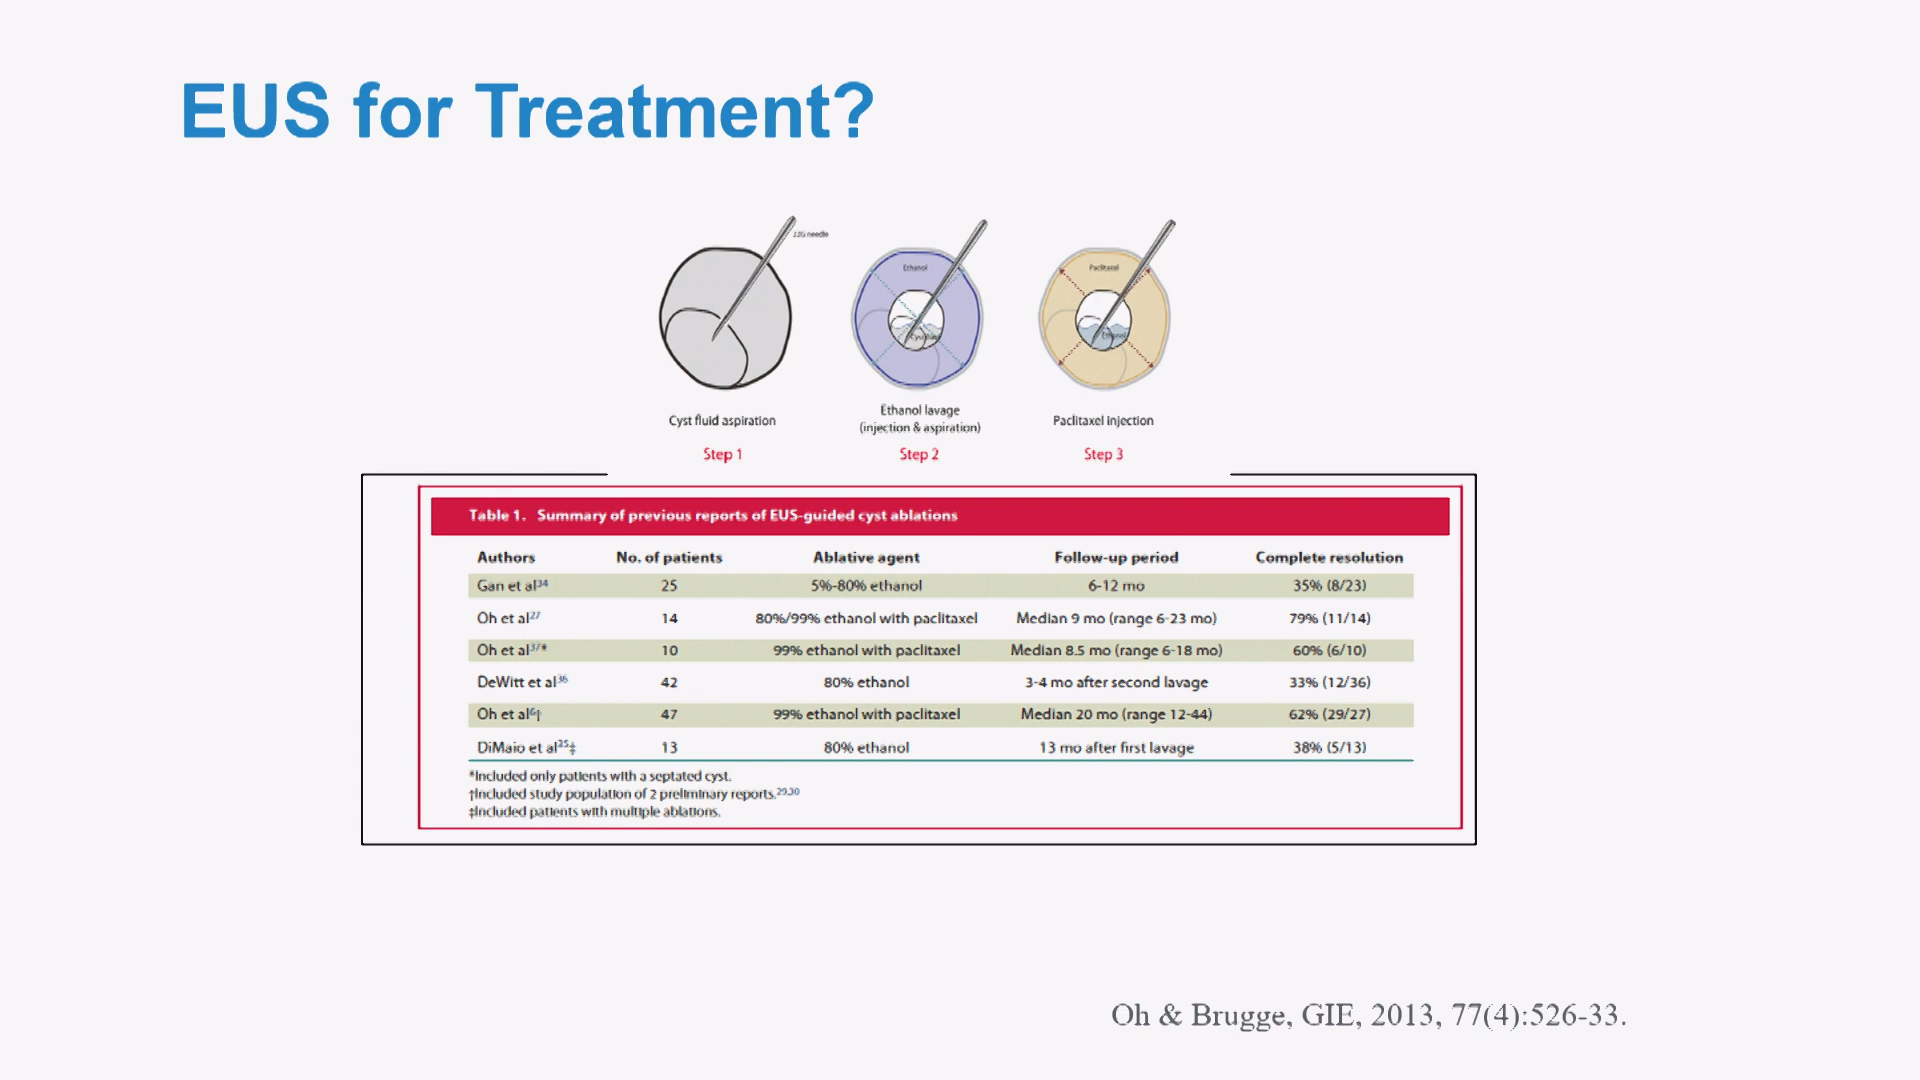 EUS for Treatment?
22G needle
Ethanol
Paclitaxel
Ethanol
Cyst fluid aspiration
Ethanol lavage
(injection & aspiration)
Paclitaxel injection
Step 1
Step 2
Step 3
Table 1. Summary of previous reports of EUS-guided cyst ablations
Authors No. of patients Ablative agent Follow-up period Complete resolution
Gan et al34 25 5%-80% ethanol 6-12 mo 35% (8/23)
Oh et al27 14 80%/99% ethanol with paclitaxel Median 9 mo (range 6-23 mo) 79% (11/14)
Oh et al37* 10 99% ethanol with paclitaxel Median 8.5 mo (range 6-18 mo) 60% (6/10)
DeWitt et al36 42 80% ethanol 3-4 mo after second lavage 33% (12/36)
Oh et al6† 47 99% ethanol with paclitaxel Median 20 mo (range 12-44) 62% (29/27)
DiMaio et al35‡ 13 80% ethanol 13 mo after first lavage 38% (5/13)
*Included only patients with a septated cyst.
†Included study population of 2 preliminary reports.29,30
‡Included patients with multiple ablations.
Oh & Brugge, GIE, 2013, 77(4):526-33.